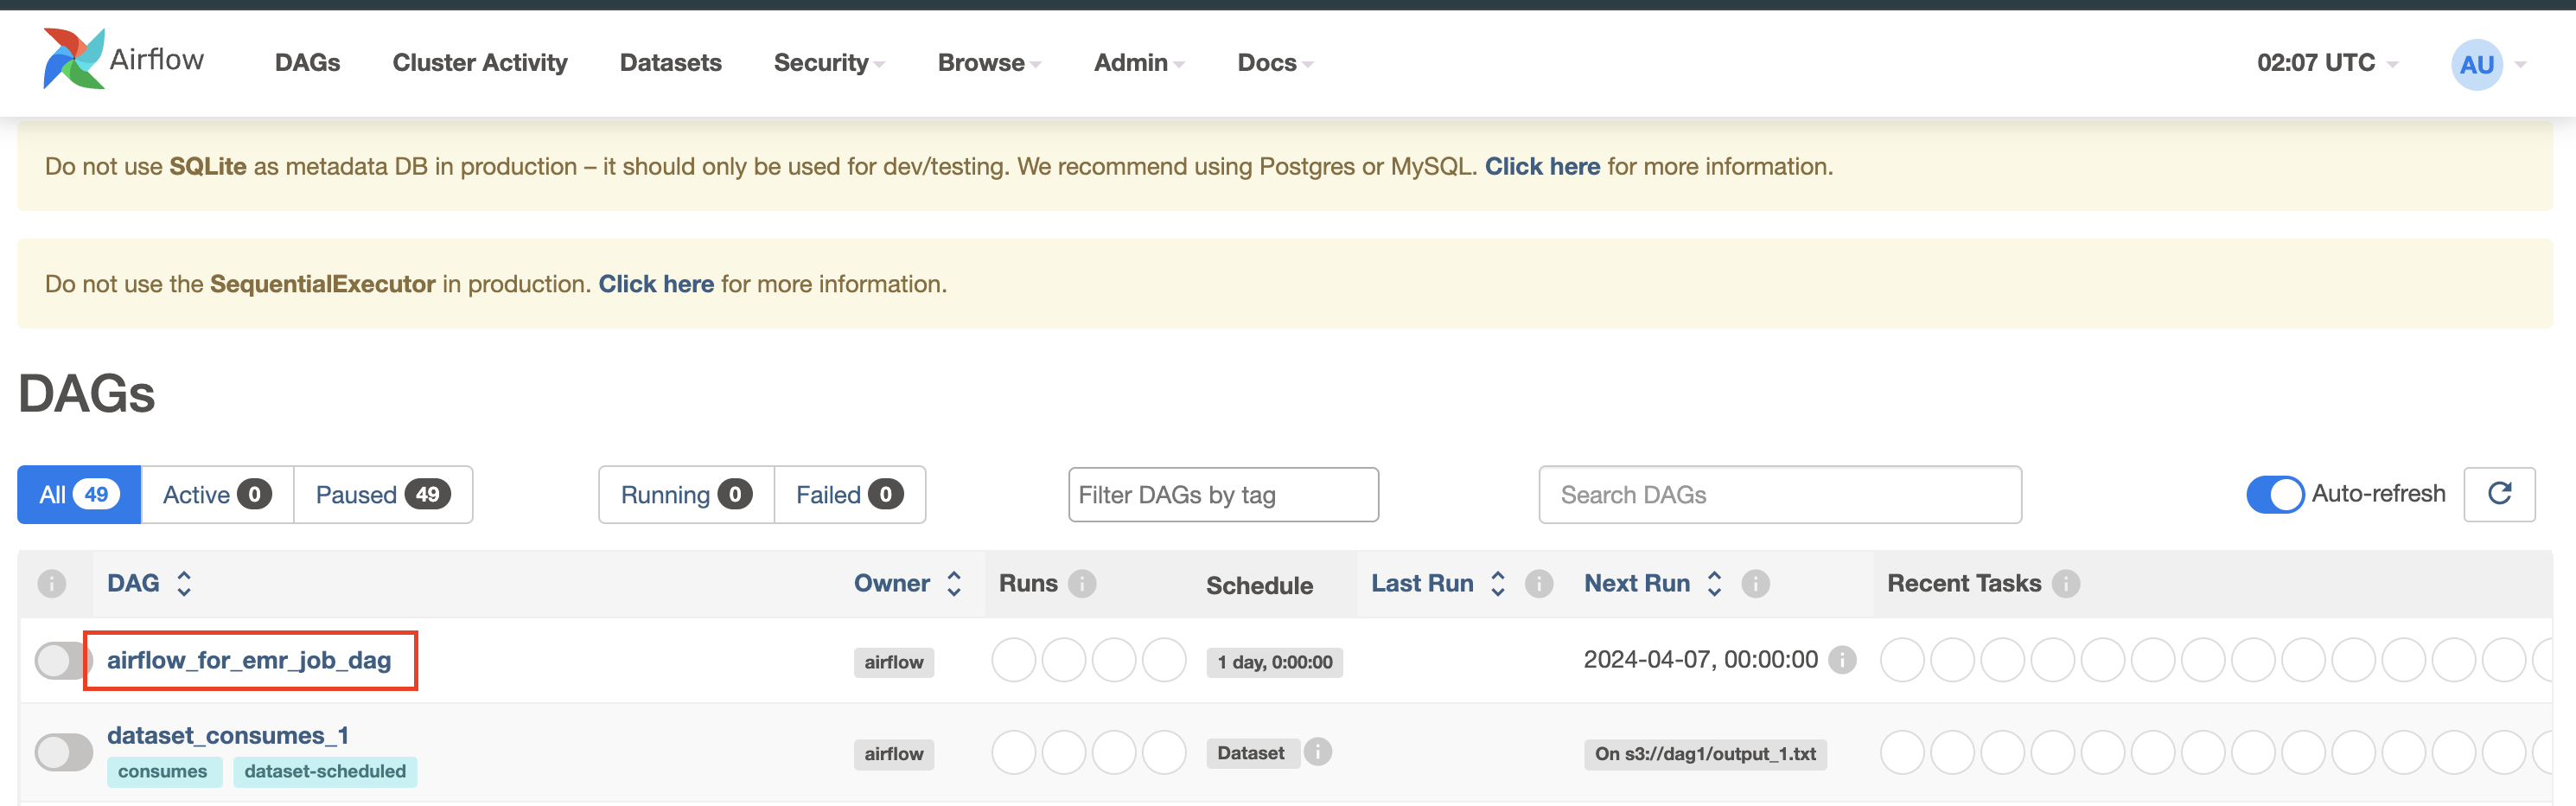 Airflow DAGs Cluster Activity Datasets Security Browse Admin Docs 02:07 UTC AU
Do not use SQLite as metadata DB in production – it should only be used for dev/testing. We recommend using Postgres or MySQL. Click here for more information.
Do not use the SequentialExecutor in production. Click here for more information.
DAGs
All 49 Active 0 Paused 49 Running 0 Failed 0 Filter DAGs by tag Search DAGs Auto-refresh
i DAG Owner Runs i Schedule Last Run i Next Run i Recent Tasks i
airflow_for_emr_job_dag airflow 1 day, 0:00:00 2024-04-07, 00:00:00 i
dataset_consumes_1 airflow Dataset i On s3://dag1/output_1.txt
consumes dataset-scheduled